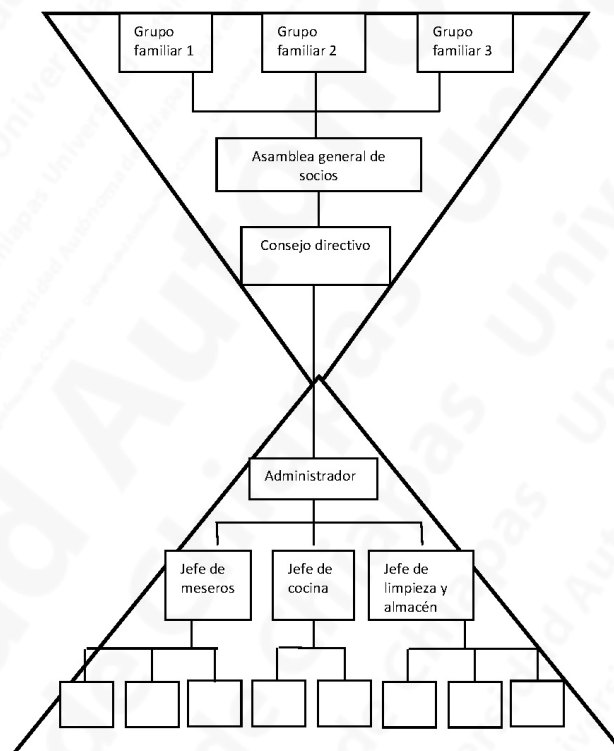 Grupo
familiar 1
Grupo
familiar 2
Grupo
familiar 3
Asamblea general de
socios
Consejo directivo
Administrador
Jefe de
meseros
Jefe de
cocina
Jefe de
limpieza y
almacén